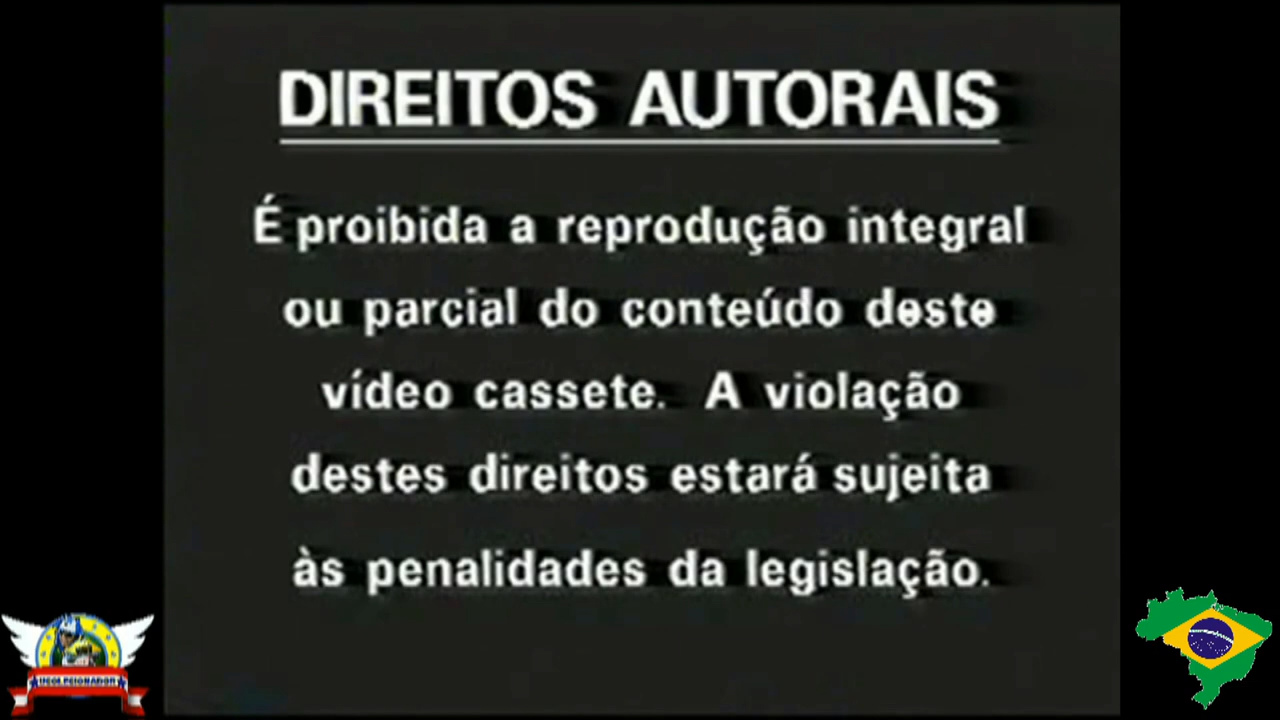 DIREITOS AUTORAIS
É proibida a reprodução integral
ou parcial do conteúdo deste
vídeo cassete. A violação
destes direitos estará sujeita
às penalidades da legislação.